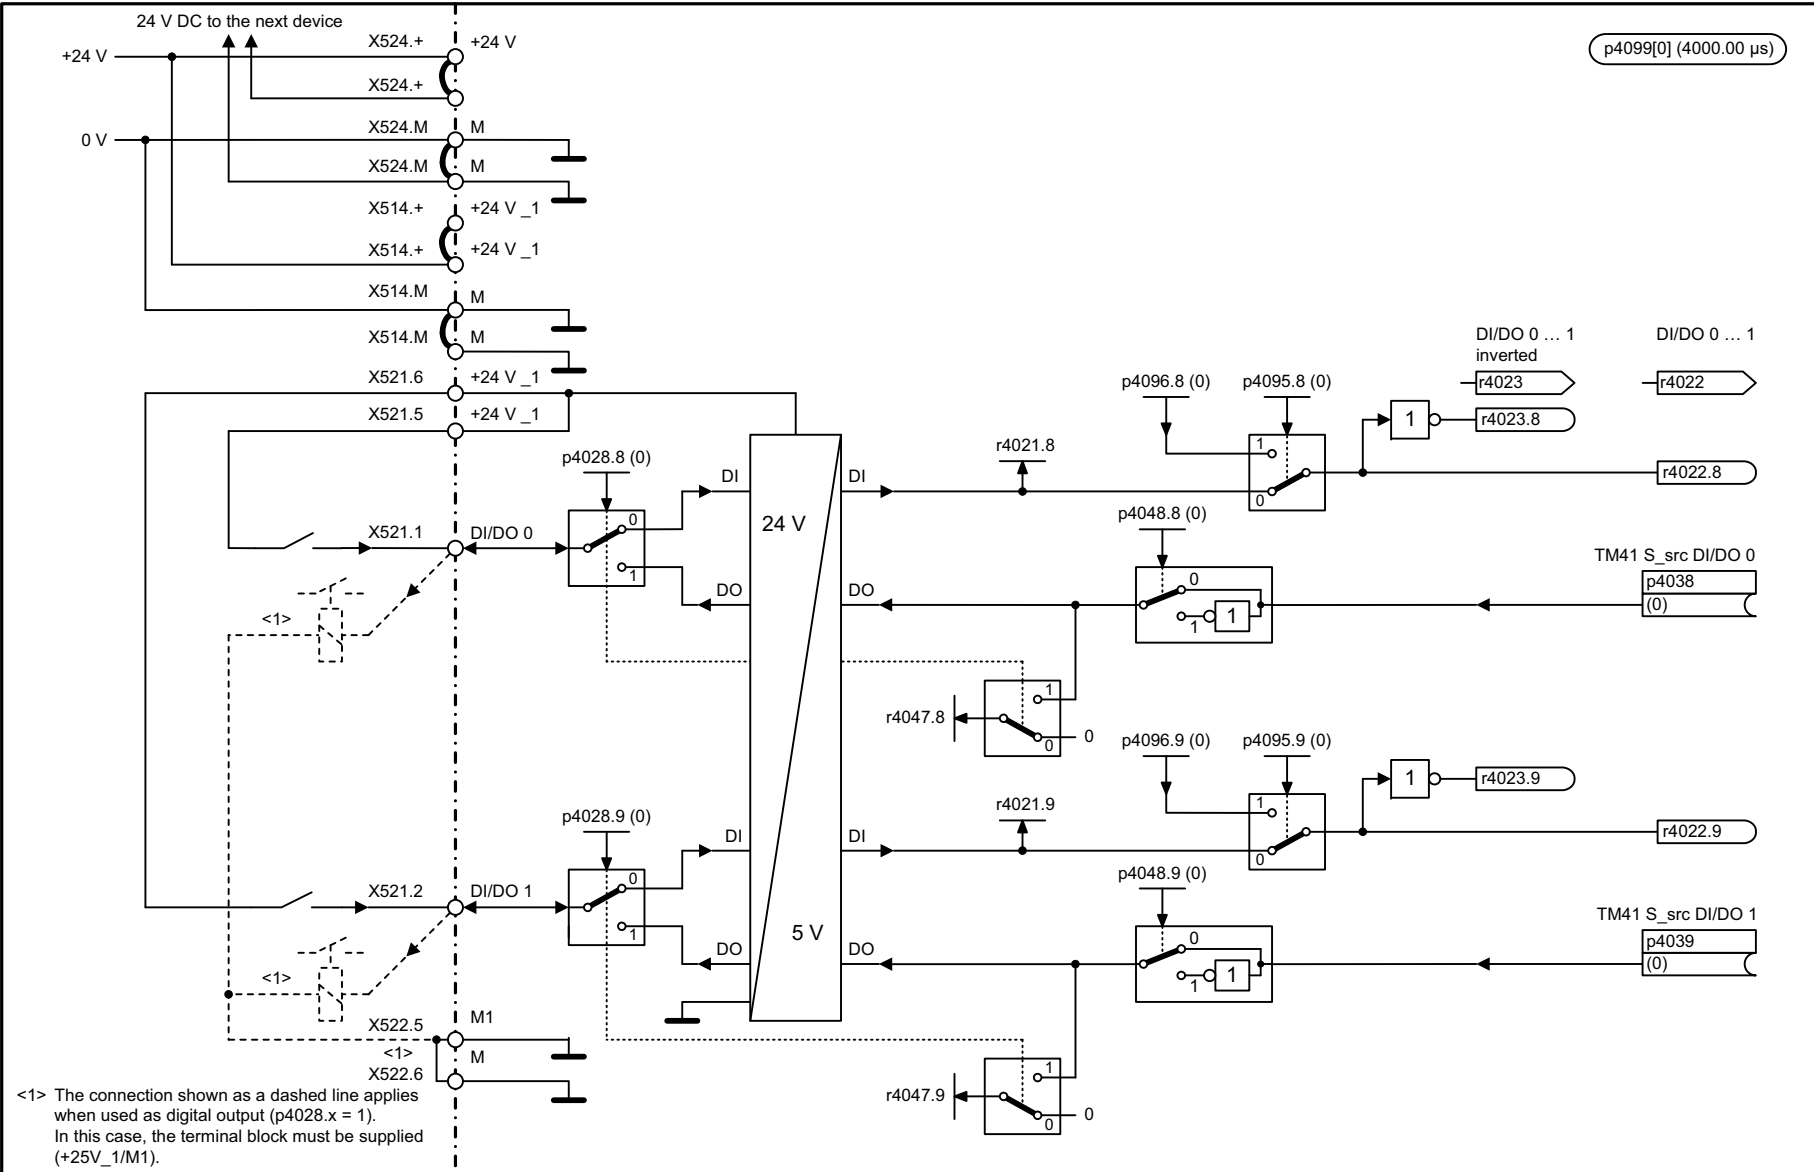 24 V DC to the next device
+24 V
X524.+
+24 V
p4099[0] (4000.00 µs)
X524.+
0 V
X524.M
M
X524.M
M
X514.+
+24 V _1
X514.+
+24 V _1
X514.M
M
X514.M
M
DI/DO 0 … 1
inverted
r4023
DI/DO 0 … 1
r4022
X521.6
+24 V _1
X521.5
+24 V _1
p4096.8 (0)
p4095.8 (0)
1
r4023.8
r4021.8
1
0
r4022.8
p4028.8 (0)
DI
DI
24 V
X521.1
DI/DO 0
0
1
DO
DO
p4048.8 (0)
0
1
1
TM41 S_src DI/DO 0
p4038
(0)
<1>
r4047.8
1
0
0
p4096.9 (0)
p4095.9 (0)
1
r4023.9
r4021.9
1
0
r4022.9
p4028.9 (0)
DI
DI
X521.2
DI/DO 1
0
1
5 V
DO
DO
p4048.9 (0)
0
1
1
TM41 S_src DI/DO 1
p4039
(0)
<1>
X522.5
M1
<1>
M
X522.6
r4047.9
1
0
0
<1> The connection shown as a dashed line applies
when used as digital output (p4028.x = 1).
In this case, the terminal block must be supplied
(+25V_1/M1).